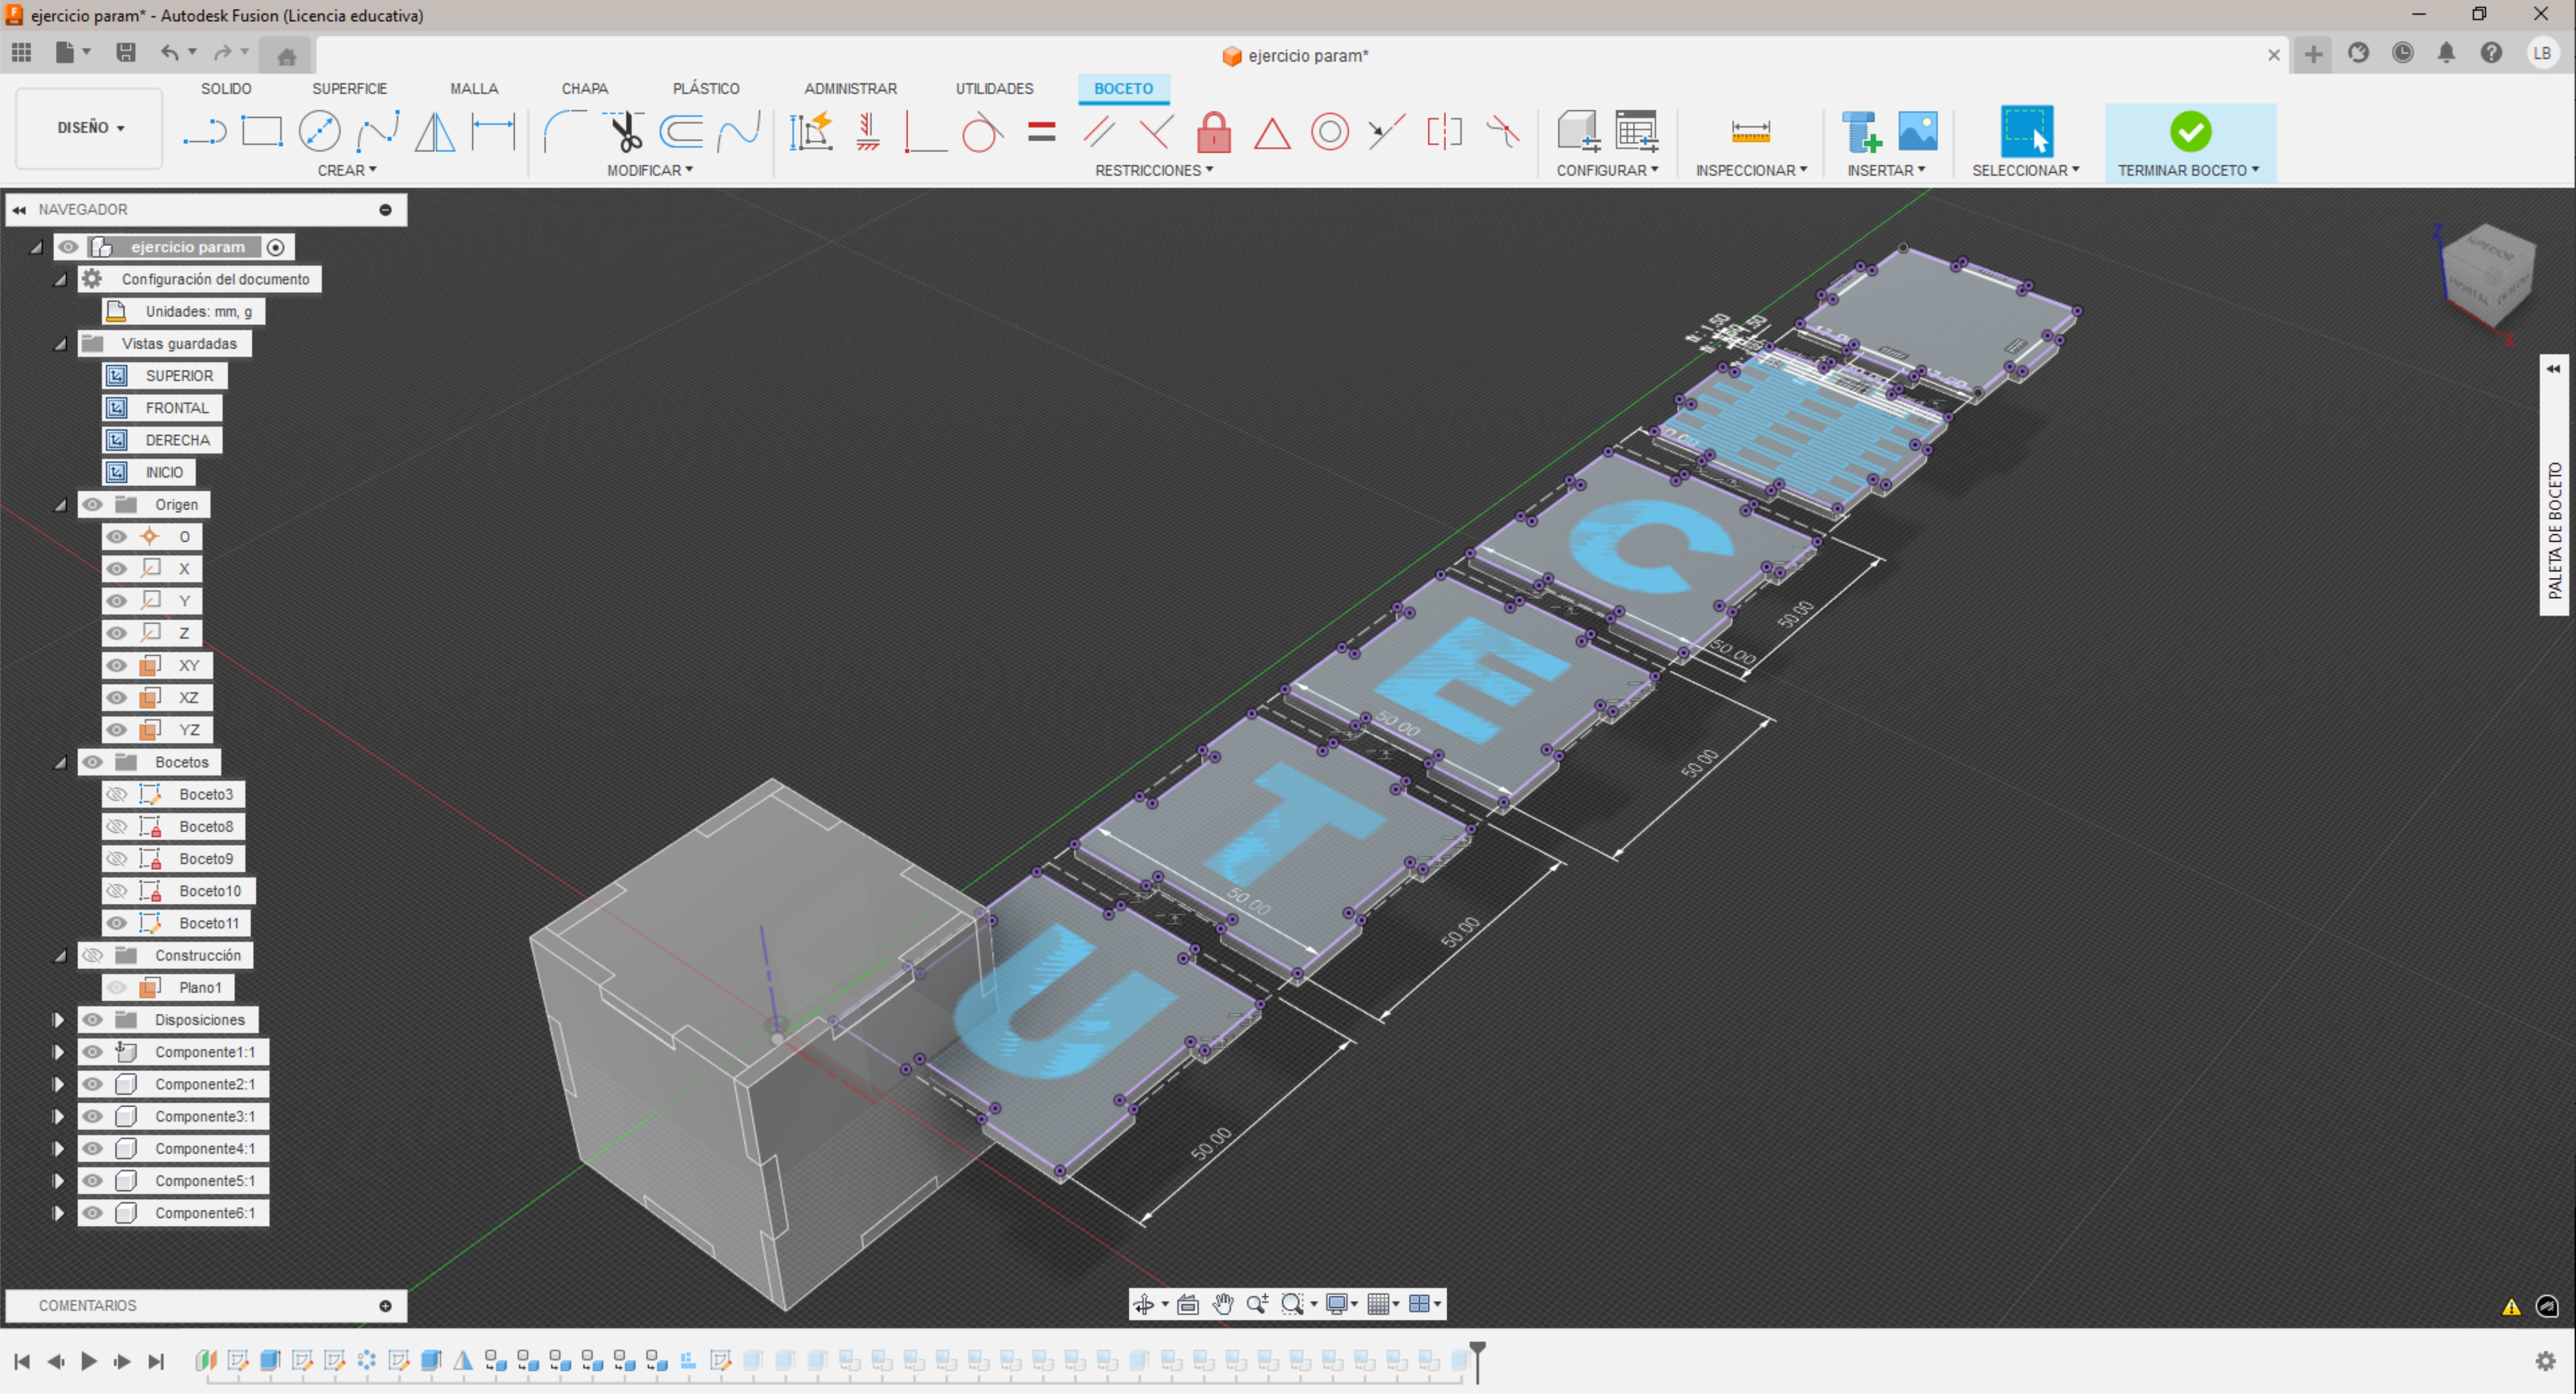 ejercicio param* - Autodesk Fusion (Licencia educativa)
ejercicio param*
LB
DISEÑO
SOLIDO SUPERFICIE MALLA CHAPA PLÁSTICO ADMINISTRAR UTILIDADES BOCETO
CREAR MODIFICAR RESTRICCIONES CONFIGURAR INSPECCIONAR INSERTAR SELECCIONAR TERMINAR BOCETO
NAVEGADOR
ejercicio param
Configuración del documento
Unidades: mm, g
Vistas guardadas
SUPERIOR
FRONTAL
DERECHA
INICIO
Origen
O
X
Y
Z
XY
XZ
YZ
Bocetos
Boceto3
Boceto8
Boceto9
Boceto10
Boceto11
Construcción
Plano1
Disposiciones
Componente1:1
Componente2:1
Componente3:1
Componente4:1
Componente5:1
Componente6:1
COMENTARIOS
Z
X
PALETA DE BOCETO
C
50.00
50.00
E
50.00
50.00
T
50.00
50.00
U
50.00